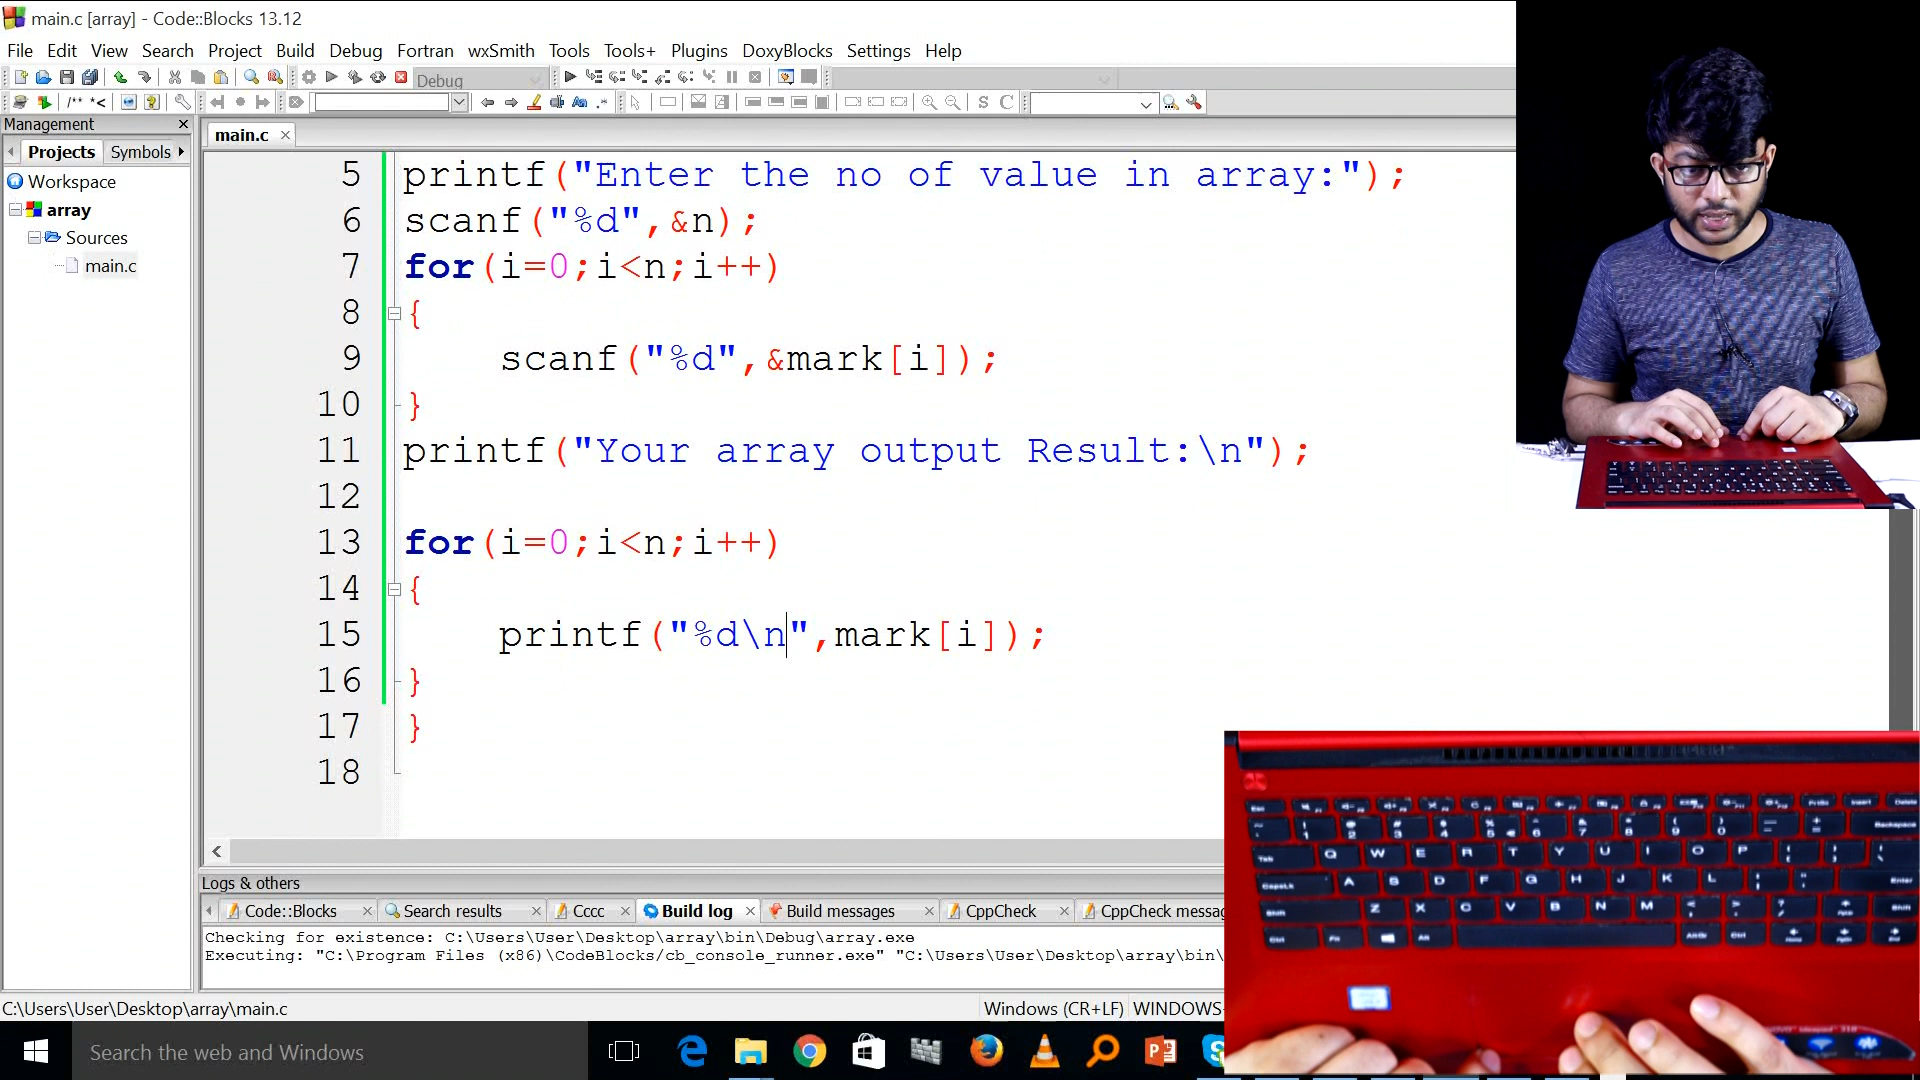 main.c [array] - Code::Blocks 13.12
File Edit View Search Project Build Debug Fortran wxSmith Tools Tools+ Plugins DoxyBlocks Settings Help
Debug
/** *<
S C
Management
main.c
Projects Symbols
Workspace
array
Sources
main.c
5 printf("Enter the no of value in array:");
6 scanf("%d",&n);
7 for(i=0;i<n;i++)
8 {
9 scanf("%d",&mark[i]);
10 }
11 printf("Your array output Result:\n");
12
13 for(i=0;i<n;i++)
14 {
15 printf("%d\n",mark[i]);
16 }
17 }
18
Logs & others
Code::Blocks Search results Cccc Build log Build messages CppCheck CppCheck messag
Checking for existence: C:\Users\User\Desktop\array\bin\Debug\array.exe
Executing: "C:\Program Files (x86)\CodeBlocks/cb_console_runner.exe" "C:\Users\User\Desktop\array\bin\
C:\Users\User\Desktop\array\main.c Windows (CR+LF) WINDOWS-
Search the web and Windows
Q W E R T Y U I O P
A S D F G H J K L
Z X C V B N M